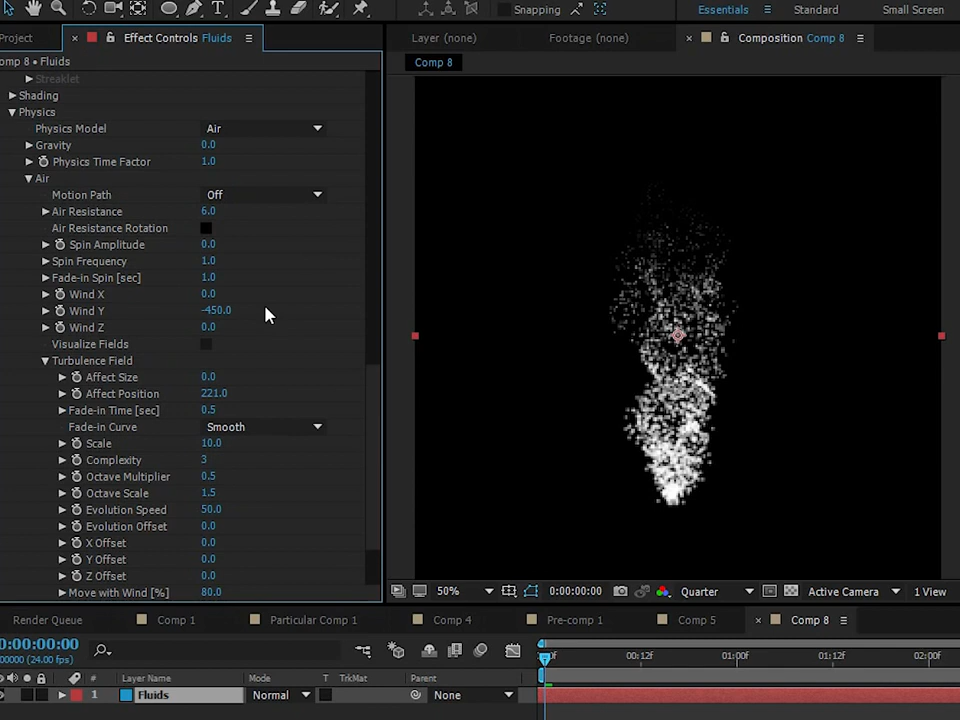 Snapping
Essentials
Standard
Small Screen
Project
Effect Controls Fluids
Layer (none)
Footage (none)
Composition Comp 8
omp 8 • Fluids
Comp 8
Streaklet
Shading
Physics
Physics Model Air
Gravity 0.0
Physics Time Factor 1.0
Air
Motion Path Off
Air Resistance 6.0
Air Resistance Rotation
Spin Amplitude 0.0
Spin Frequency 1.0
Fade-in Spin [sec] 1.0
Wind X 0.0
Wind Y -450.0
Wind Z 0.0
Visualize Fields
Turbulence Field
Affect Size 0.0
Affect Position 221.0
Fade-in Time [sec] 0.5
Fade-in Curve Smooth
Scale 10.0
Complexity 3
Octave Multiplier 0.5
Octave Scale 1.5
Evolution Speed 50.0
Evolution Offset 0.0
X Offset 0.0
Y Offset 0.0
Z Offset 0.0
Move with Wind [%] 80.0
50%
0:00:00:00
Quarter
Active Camera
1 View
Render Queue
Comp 1
Particular Comp 1
Comp 4
Pre-comp 1
Comp 5
Comp 8
0:00:00:00
00000 (24.00 fps)
00:12f
01:00f
01:12f
02:00f
# Layer Name Mode T TrkMat Parent
1 Fluids Normal None